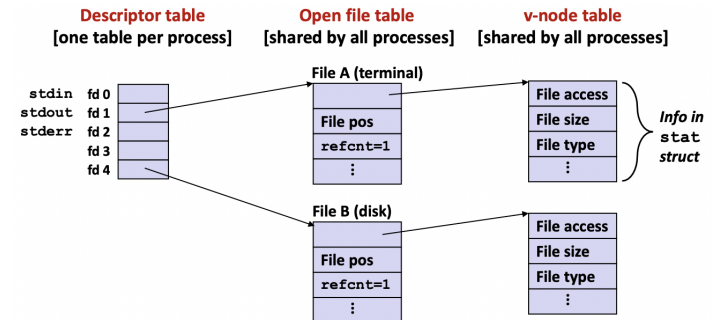 Descriptor table
[one table per process]
Open file table
[shared by all processes]
v-node table
[shared by all processes]
stdin fd 0
stdout fd 1
stderr fd 2
fd 3
fd 4
File A (terminal)
File pos
refcnt=1
⋮
File access
File size
File type
⋮
Info in
stat
struct
File B (disk)
File pos
refcnt=1
⋮
File access
File size
File type
⋮